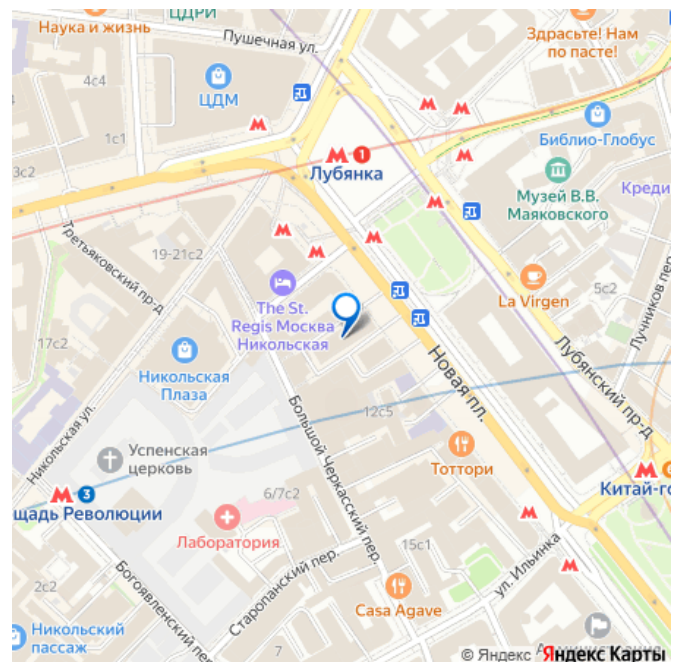 ЦДРИ
Наука и жизнь
Пушечная ул.
Здрасьте! Нам
по пасте!
4с4
ЦДМ
1с1
Библио-Глобус
3с2
1
Лубянка
Музей В.В.
Маяковского
Креди
Третьяковский пр-д
19-21с2
The St.
Regis Москва
Никольская
La Virgen
5с2
Лучников пер.
17с2
Никольская
Плаза
Новая пл.
Лубянский пр-д
Никольская ул.
Большой Черкасский пер.
12с5
Успенская
церковь
Тоттори
3
щадь Революции
6/7с2
Китай-го
Лаборатория
15с1
ул. Ильинка
Старопанский пер.
Богоявленский пер.
2с2
Casa Agave
Никольский
пассаж
7
© Яндекс
Яндекс Карты